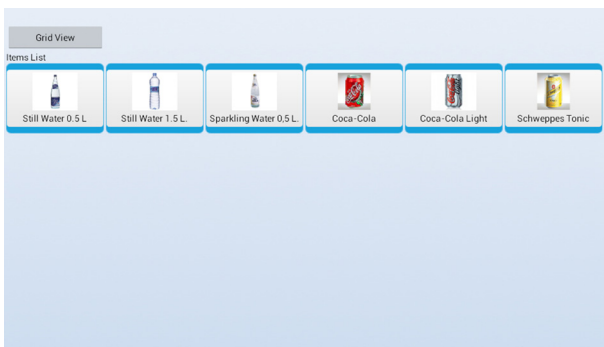 Grid View
Items List
Still Water 0.5 L
Still Water 1.5 L.
Sparkling Water 0,5 L.
Coca-Cola
Coca-Cola Light
Schweppes Tonic